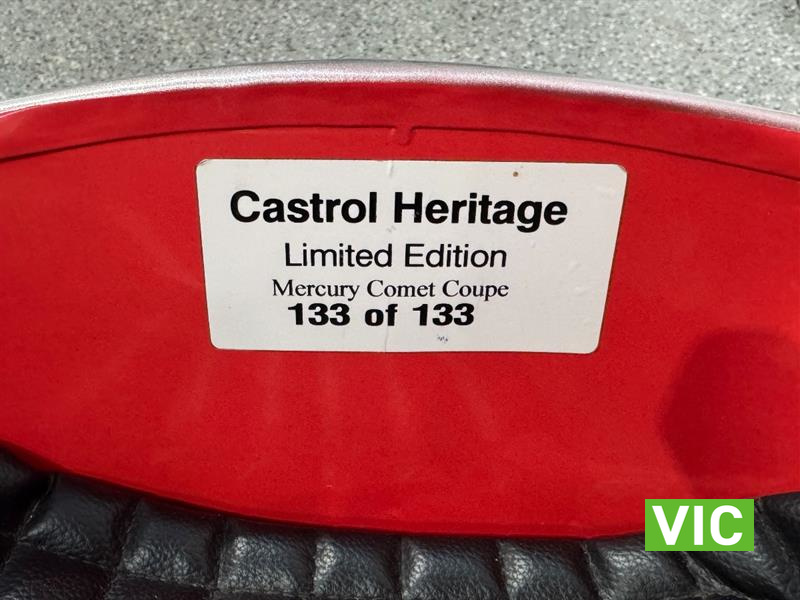 Castrol Heritage
Limited Edition
Mercury Comet Coupe
133 of 133
VIC